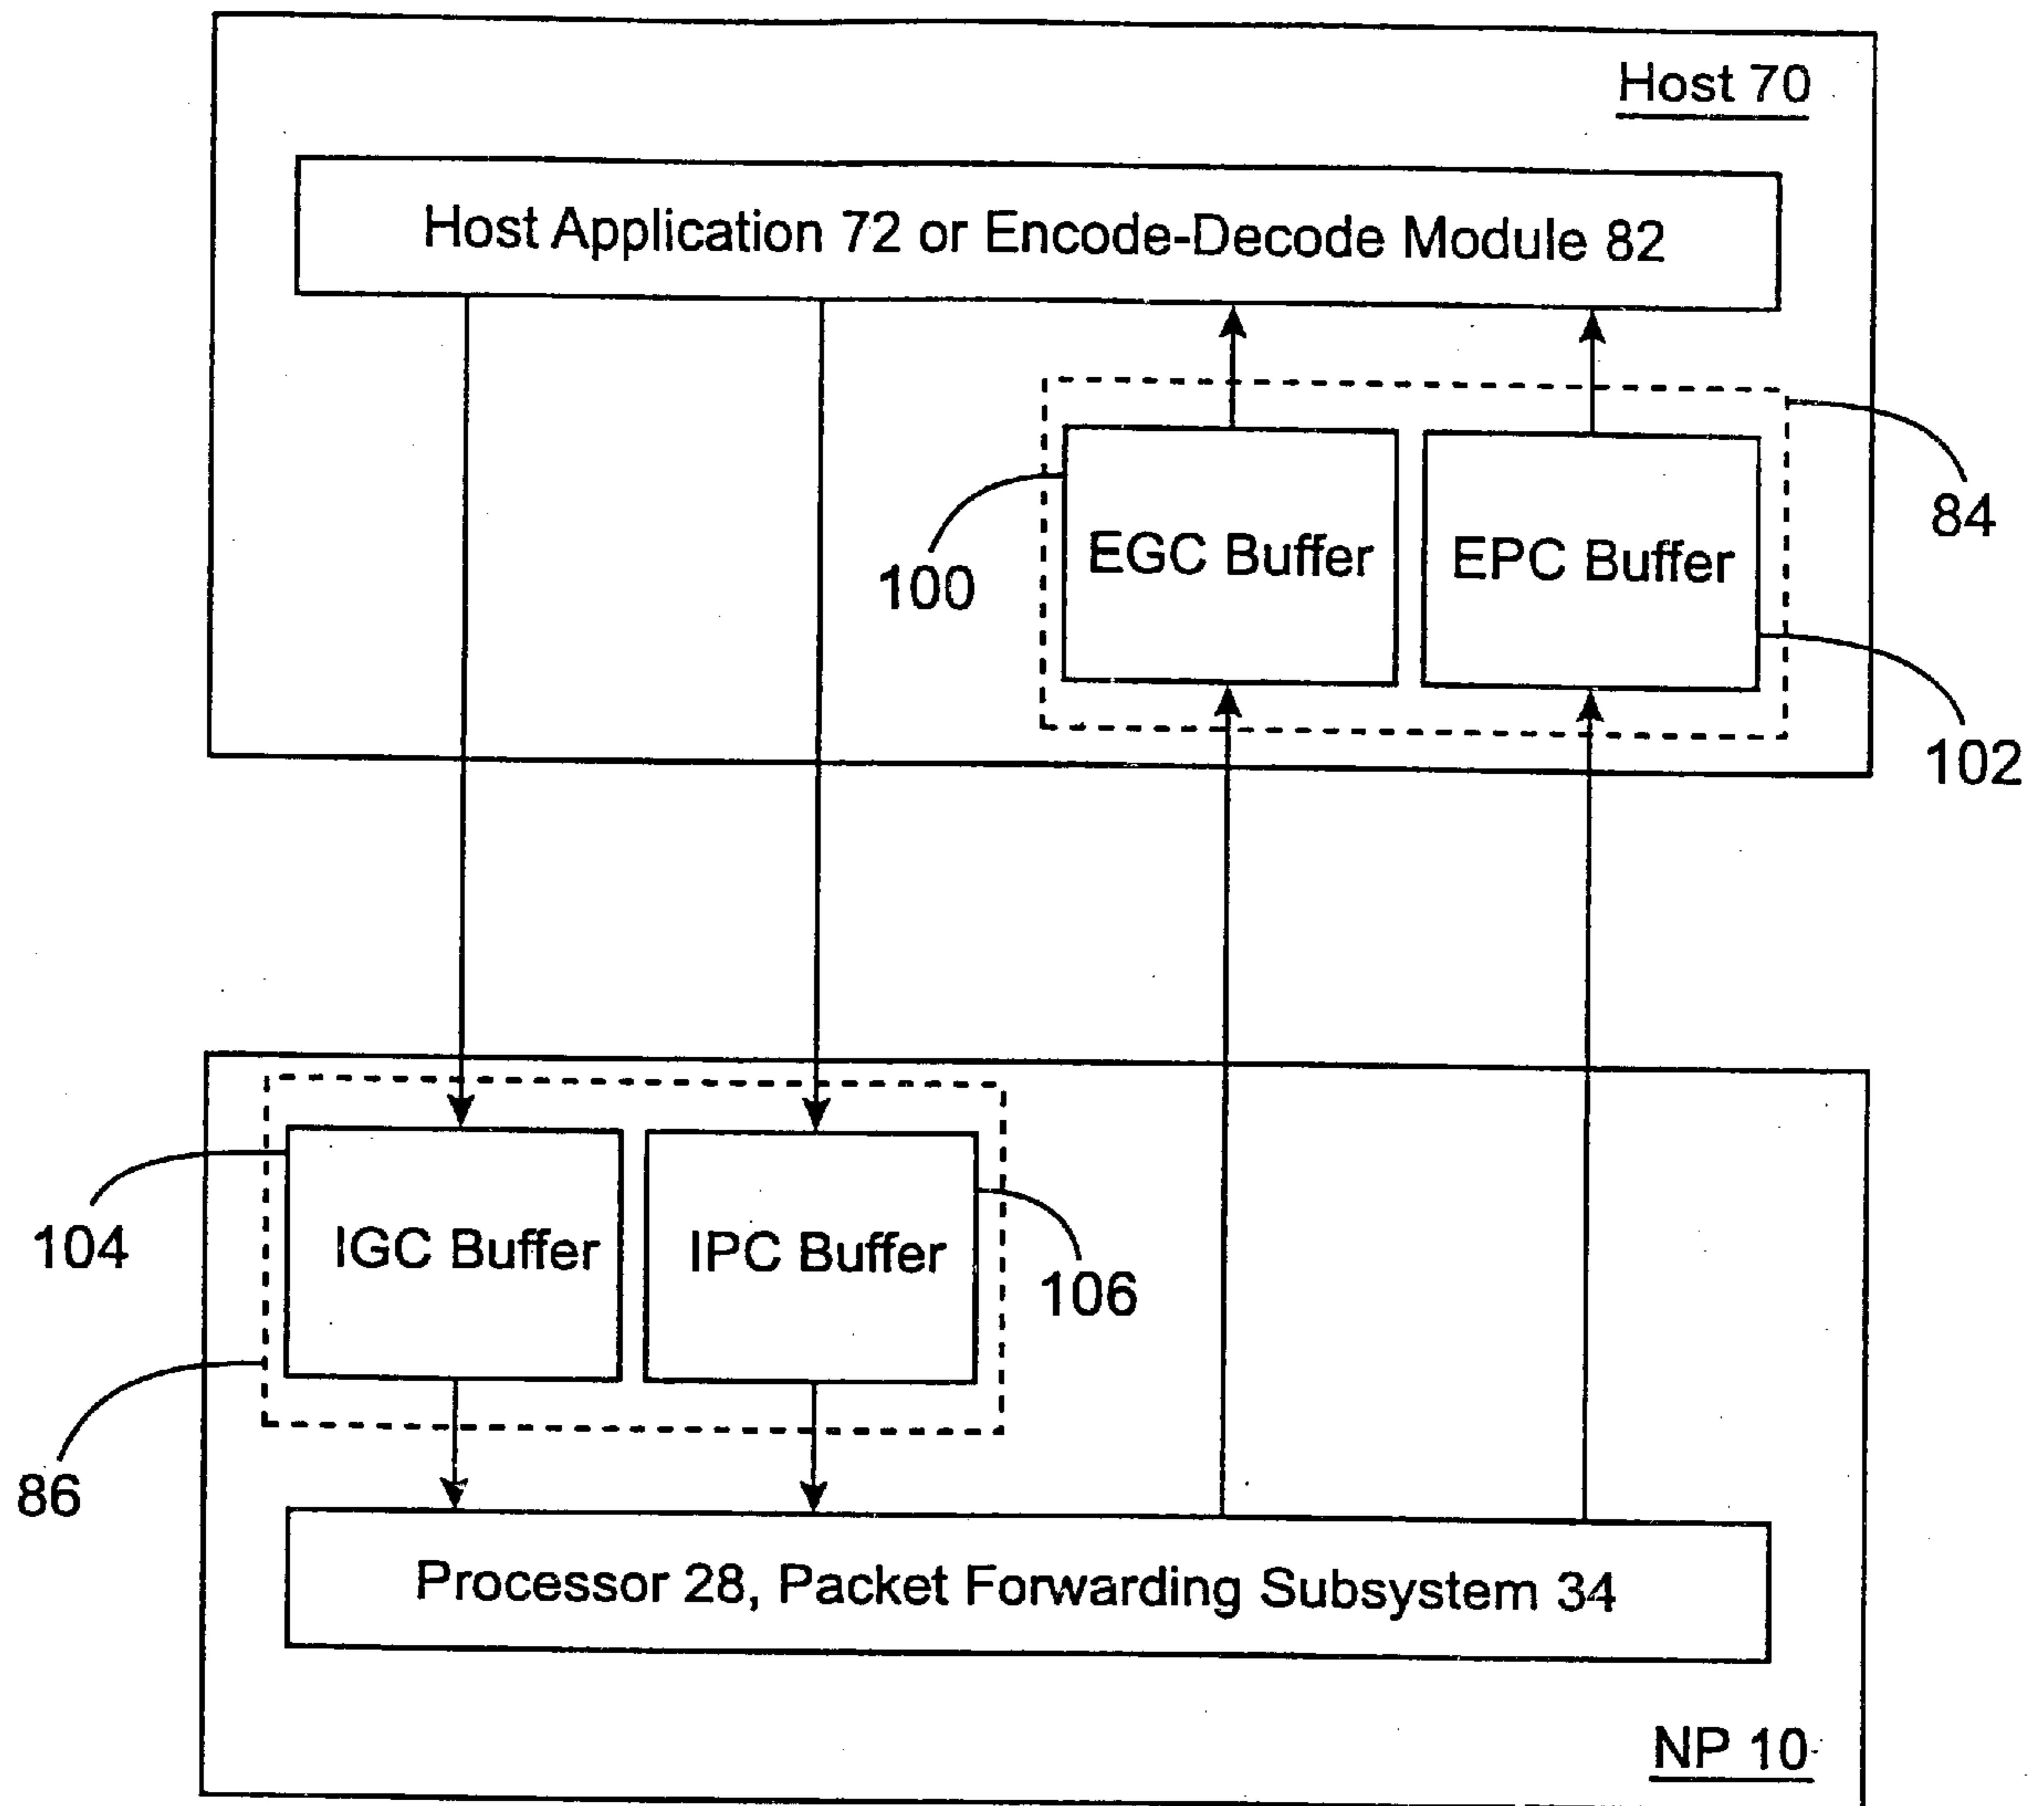 Host 70
Host Application 72 or Encode-Decode Module 82
84
100
EGC Buffer
EPC Buffer
102
104
IGC Buffer
IPC Buffer
106
86
Processor 28, Packet Forwarding Subsystem 34
NP 10